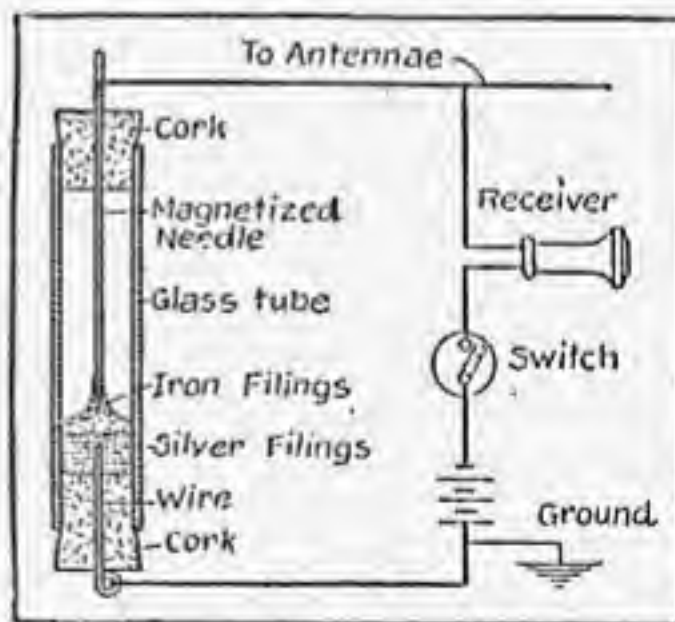 To Antennae
Cork
Magnetized
Needle
Glass tube
Iron Filings
Silver Filings
Wire
Cork
Receiver
Switch
Ground